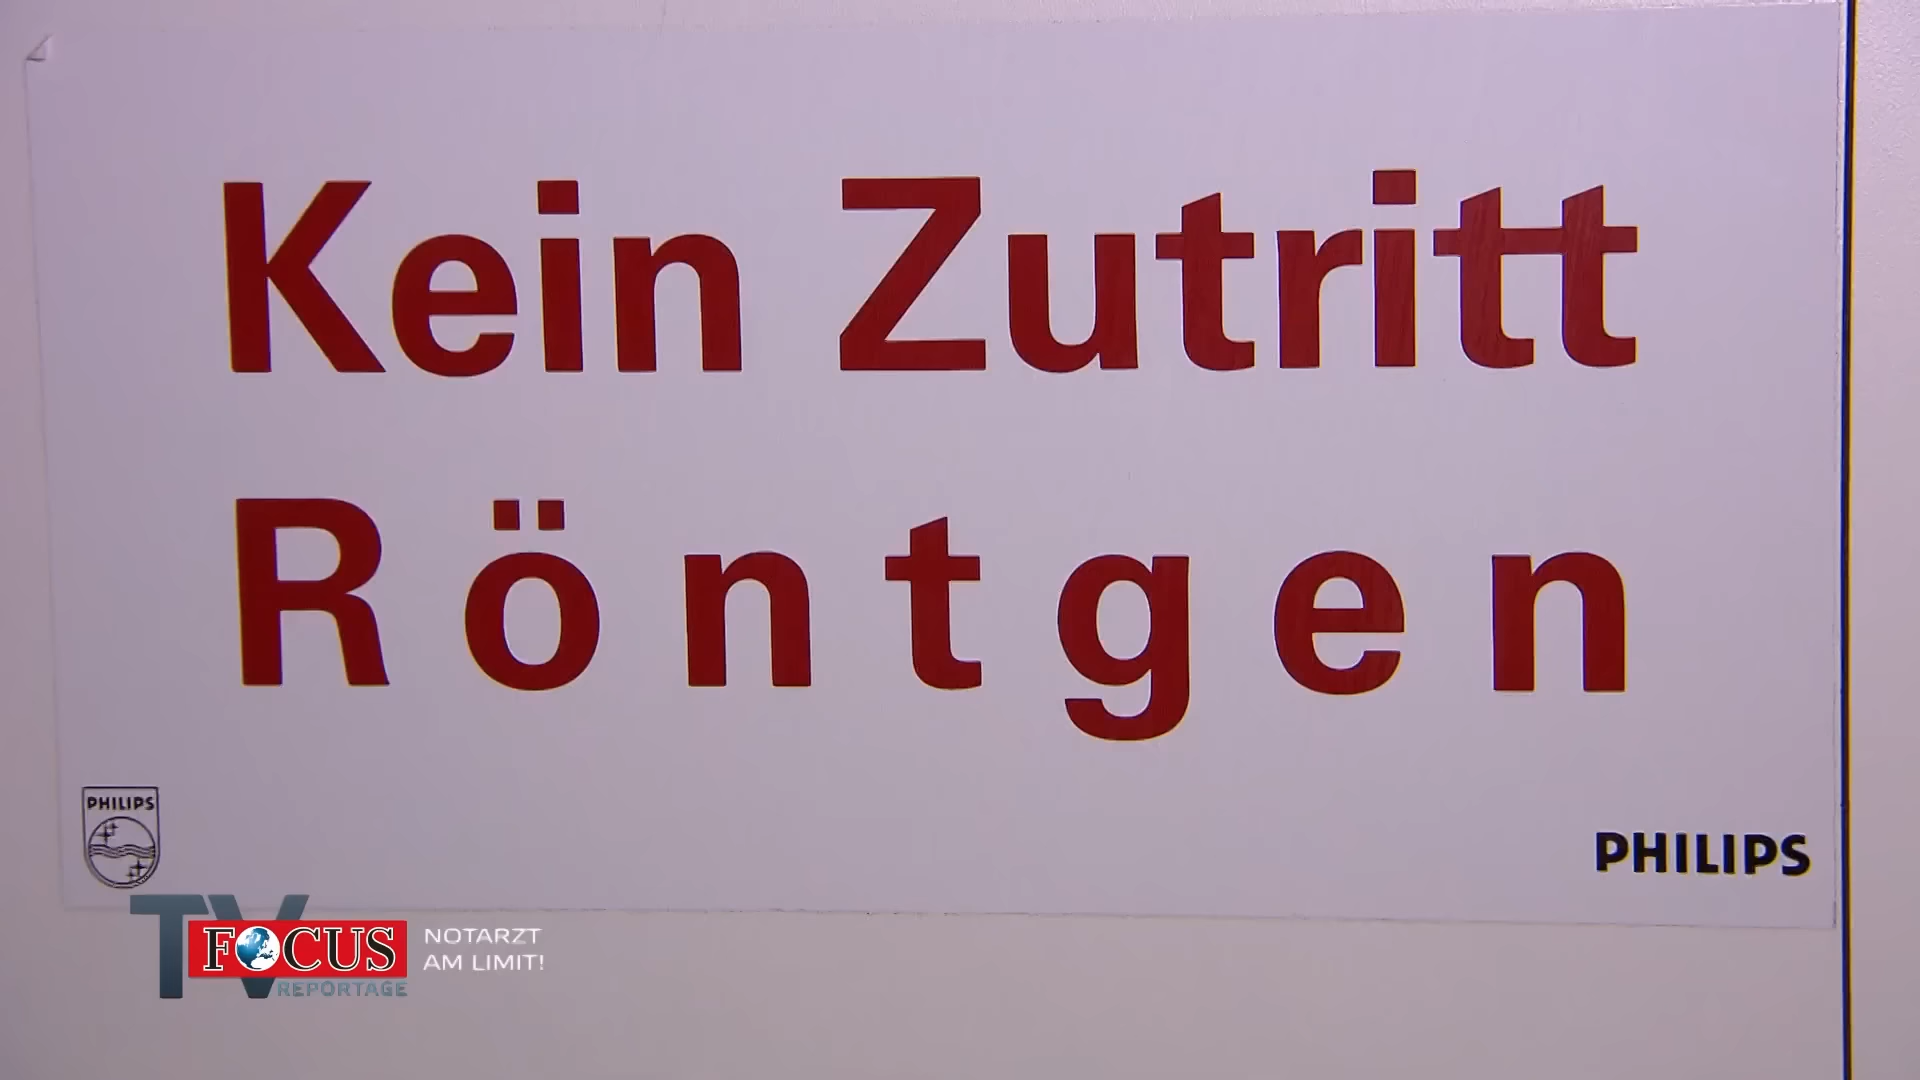 Kein Zutritt
Röntgen
PHILIPS
PHILIPS
TV
FOCUS
REPORTAGE
NOTARZT
AM LIMIT!